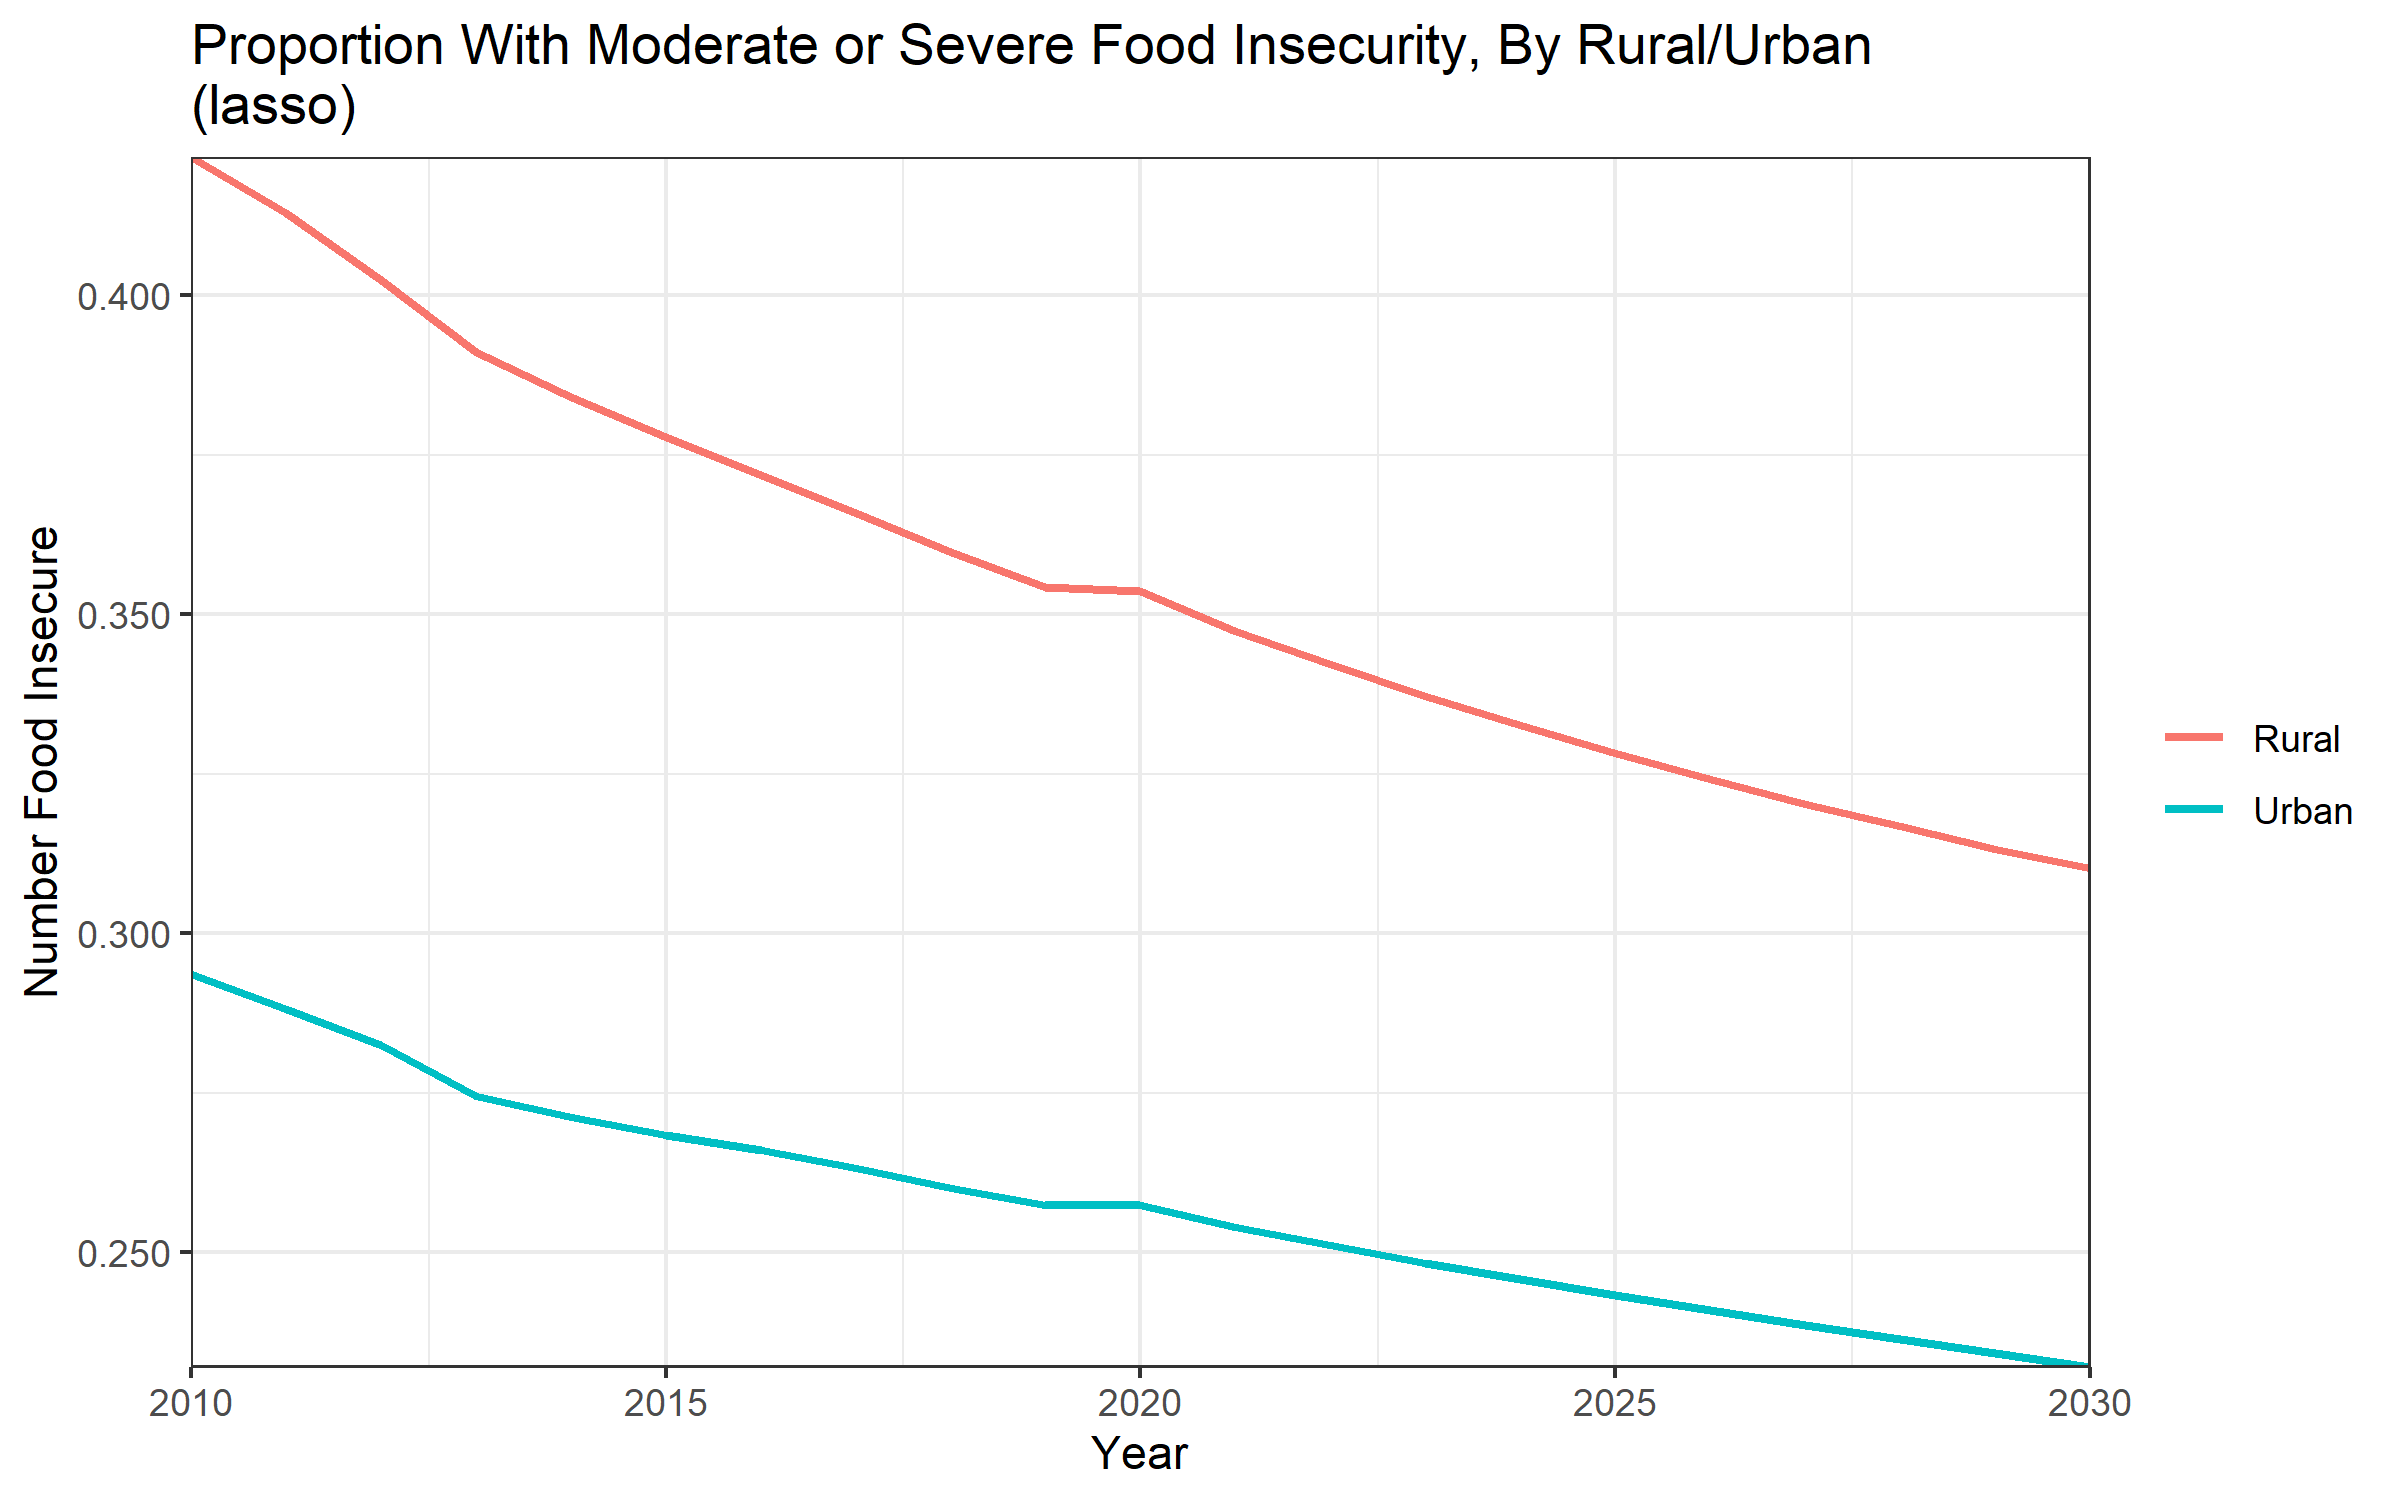 Proportion With Moderate or Severe Food Insecurity, By Rural/Urban
(lasso)
Number Food Insecure
0.400
0.350
0.300
0.250
2010
2015
2020
2025
2030
Year
Rural
Urban